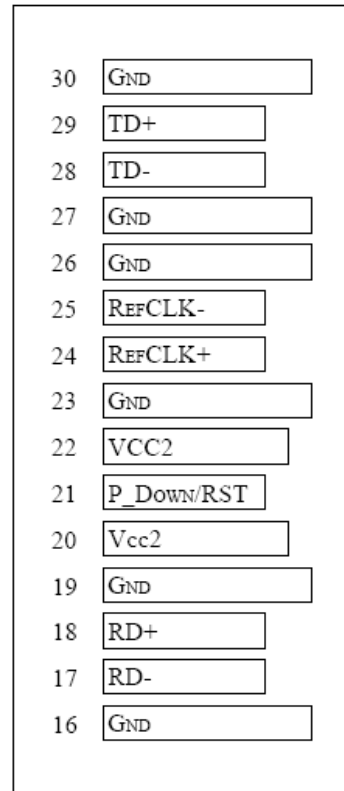 30 GND
29 TD+
28 TD-
27 GND
26 GND
25 REFCLK-
24 REFCLK+
23 GND
22 VCC2
21 P_DOWN/RST
20 Vcc2
19 GND
18 RD+
17 RD-
16 GND